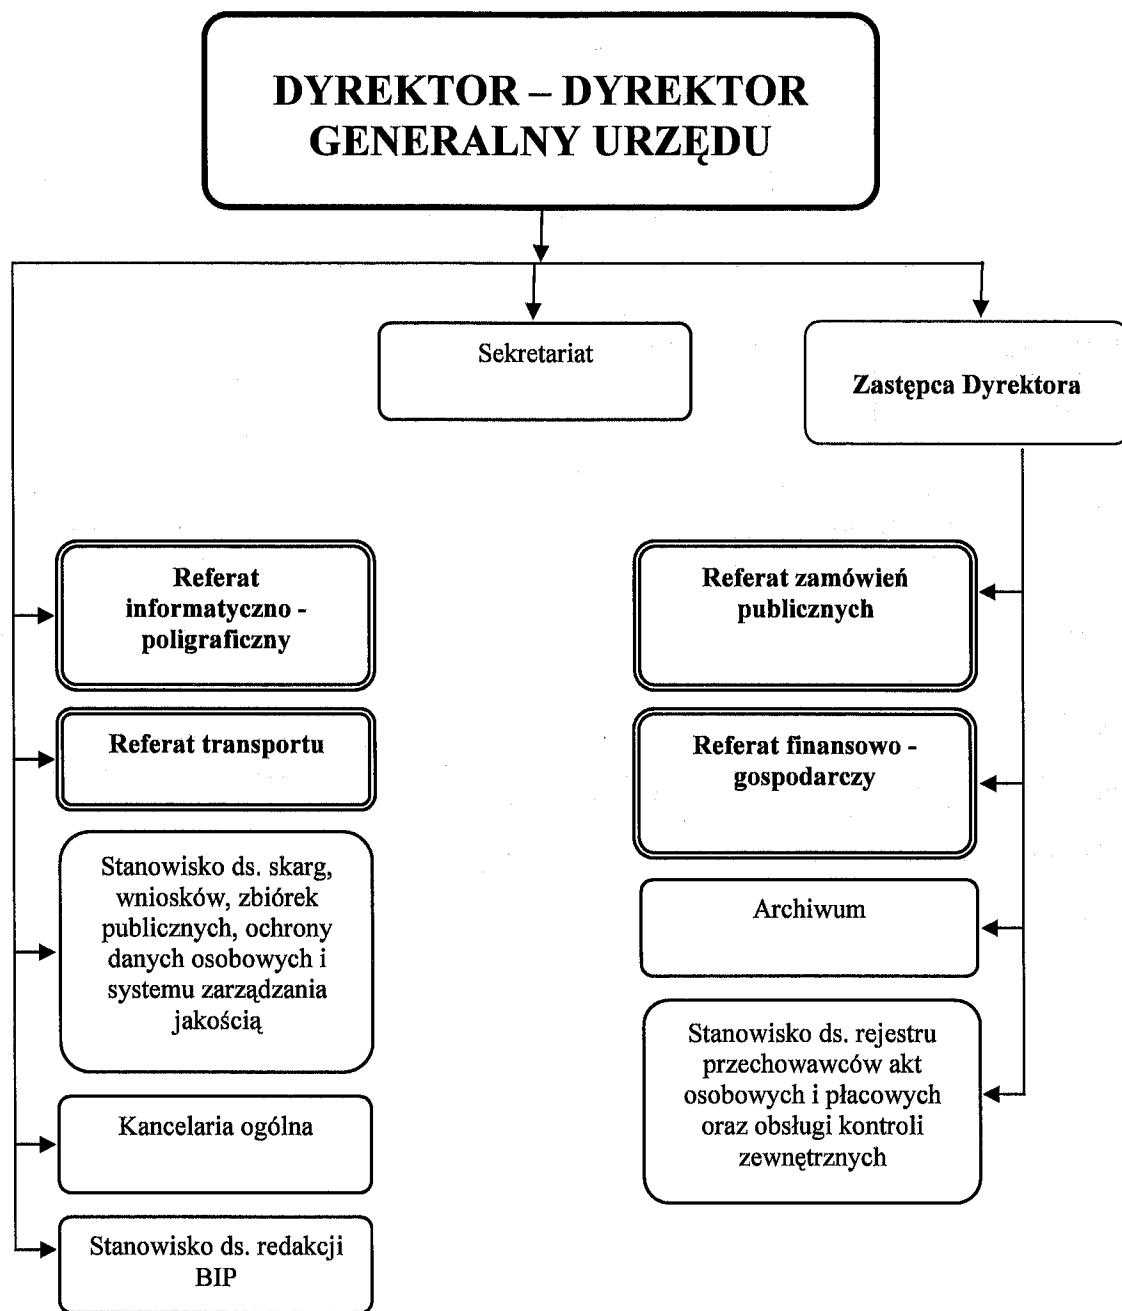 DYREKTOR – DYREKTOR
GENERALNY URZĘDU
Sekretariat
Zastępca Dyrektora
Referat
informatyczno -
poligraficzny
Referat transportu
Stanowisko ds. skarg,
wniosków, zbiórek
publicznych, ochrony
danych osobowych i
systemu zarządzania
jakością
Kancelaria ogólna
Stanowisko ds. redakcji
BIP
Referat zamówień
publicznych
Referat finansowo -
gospodarczy
Archiwum
Stanowisko ds. rejestru
przechowawców akt
osobowych i płacowych
oraz obsługi kontroli
zewnętrznych